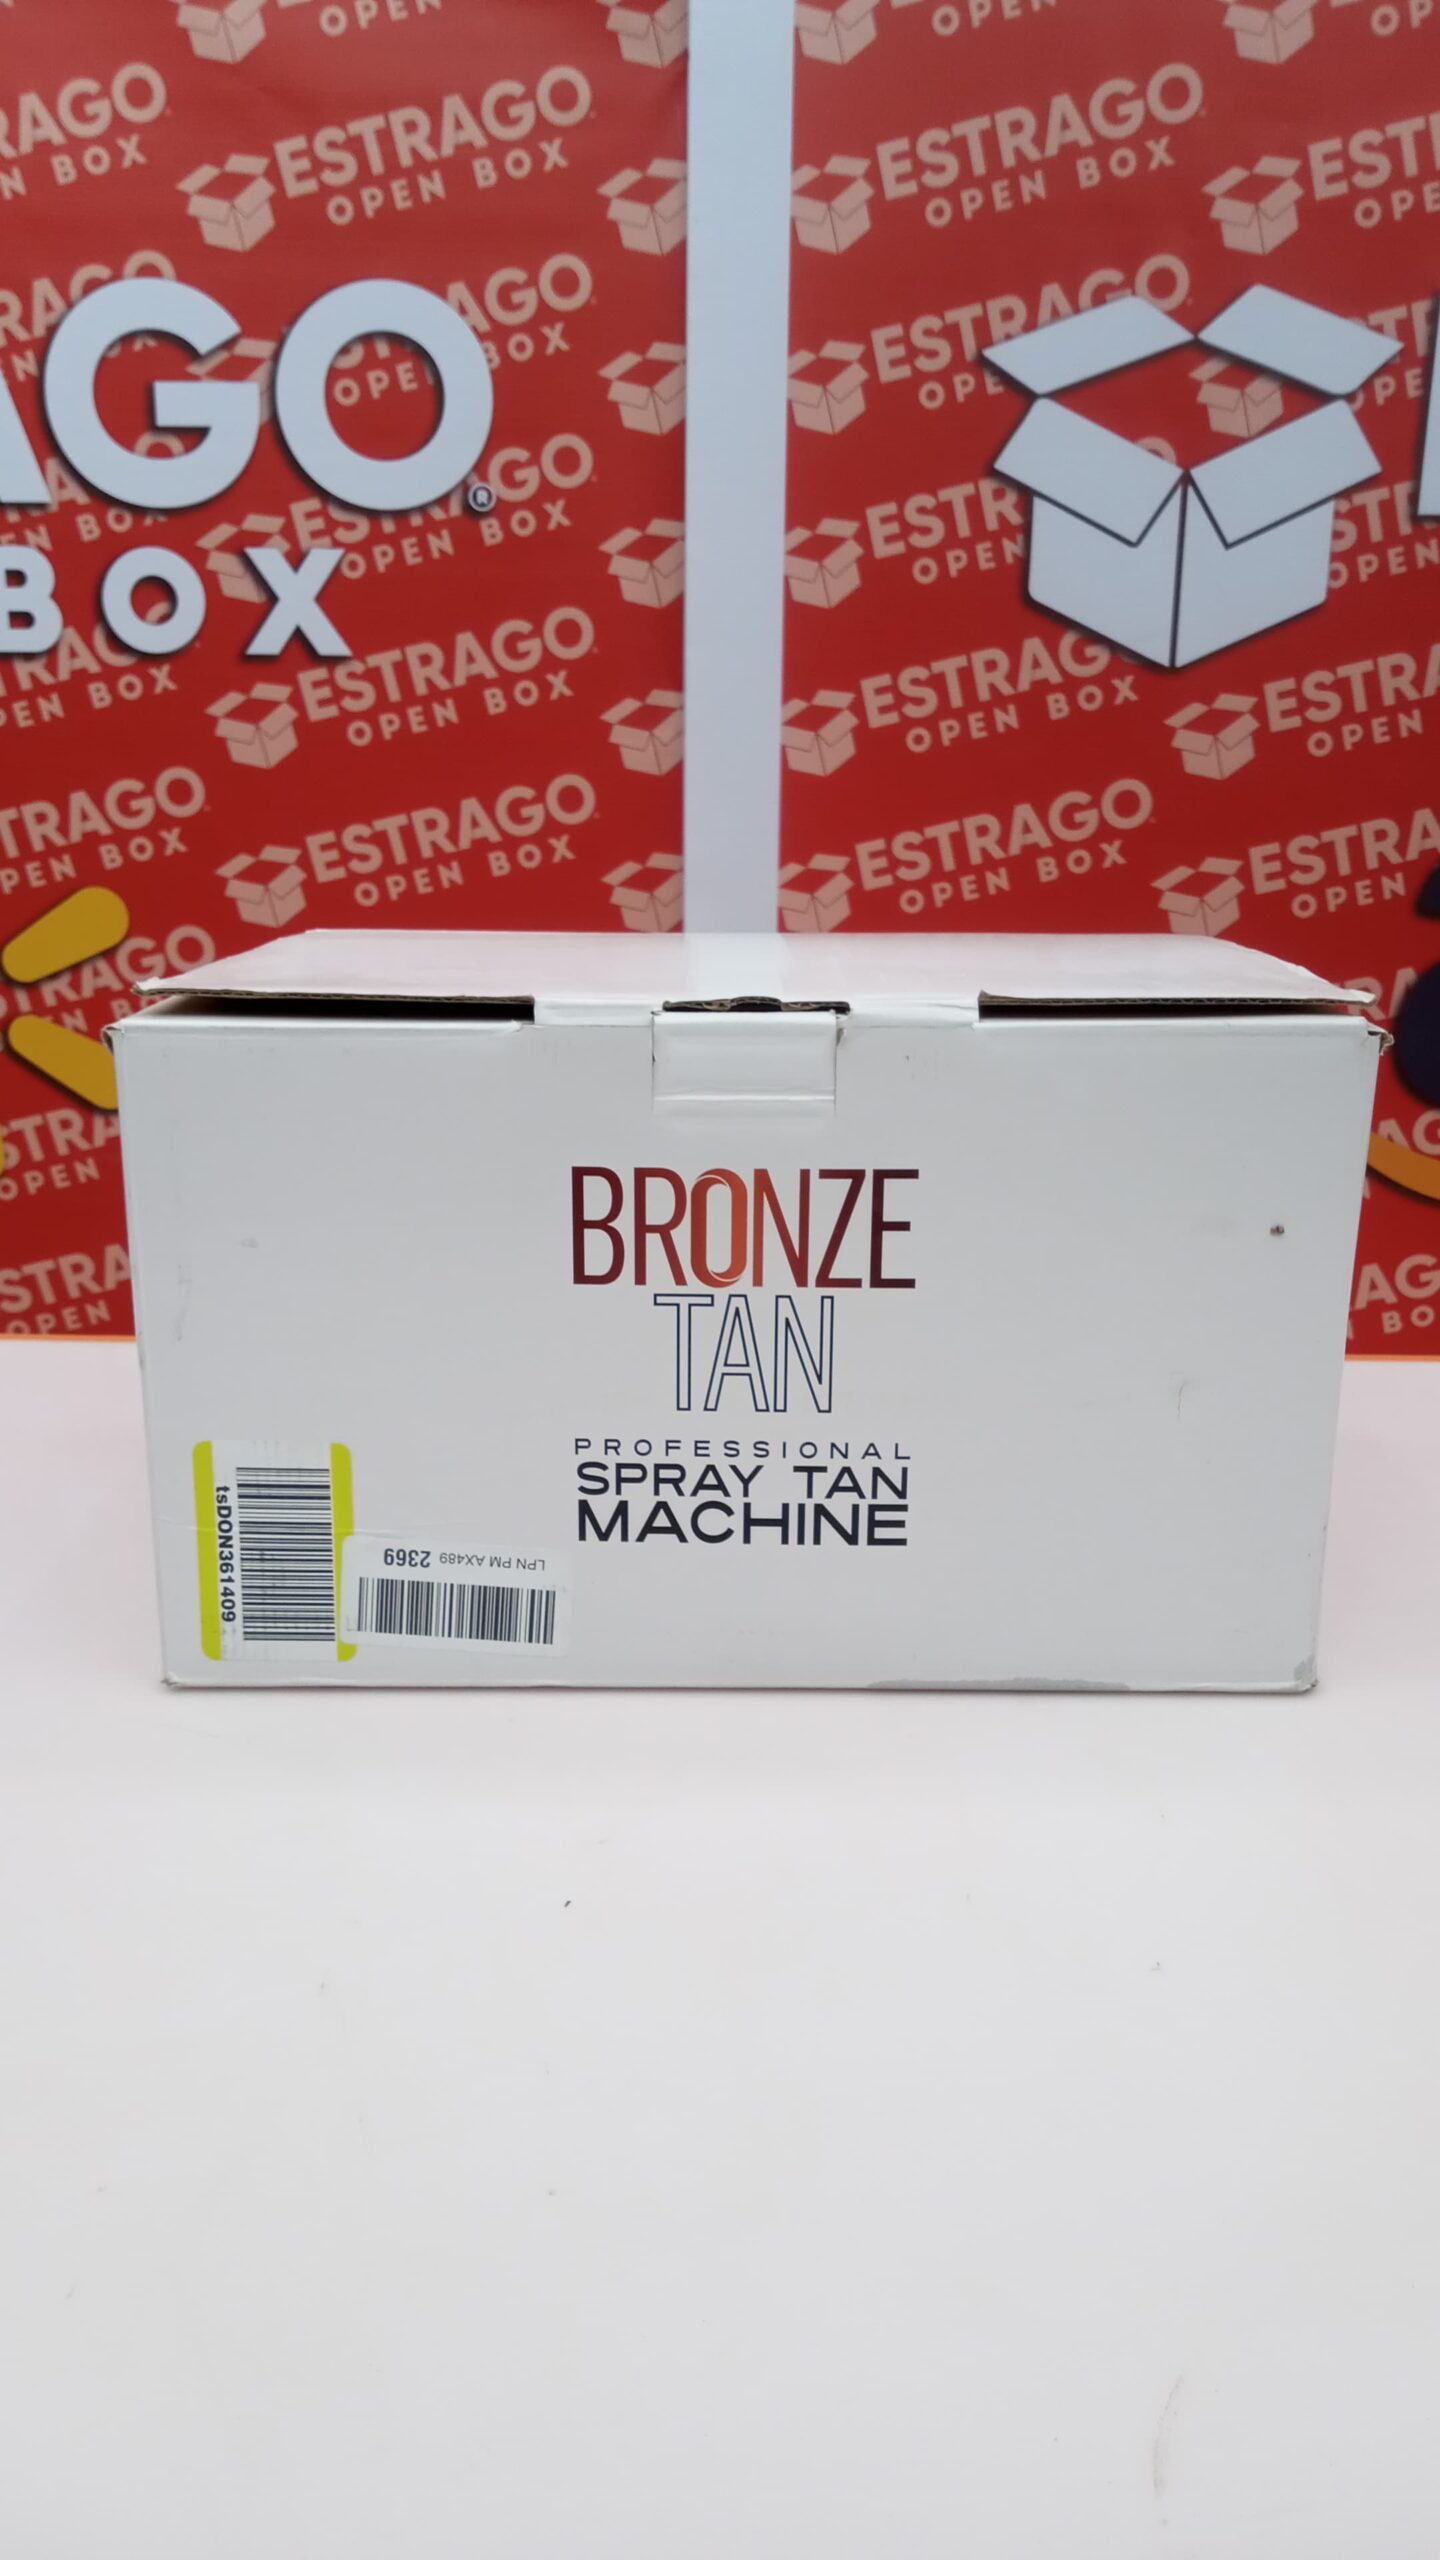 AGO®
BOX
ESTRAGO
OPEN BOX
ESTRAGO
OPEN BOX
ESTRAGO
OPEN BOX
ESTRAGO
OPEN BOX
ESTRAGO
OPEN BOX
ESTRAGO
OPEN BOX
BRONZE
TAN
PROFESSIONAL
SPRAY TAN
MACHINE
tsDON361409
LPN PM AX489 2369